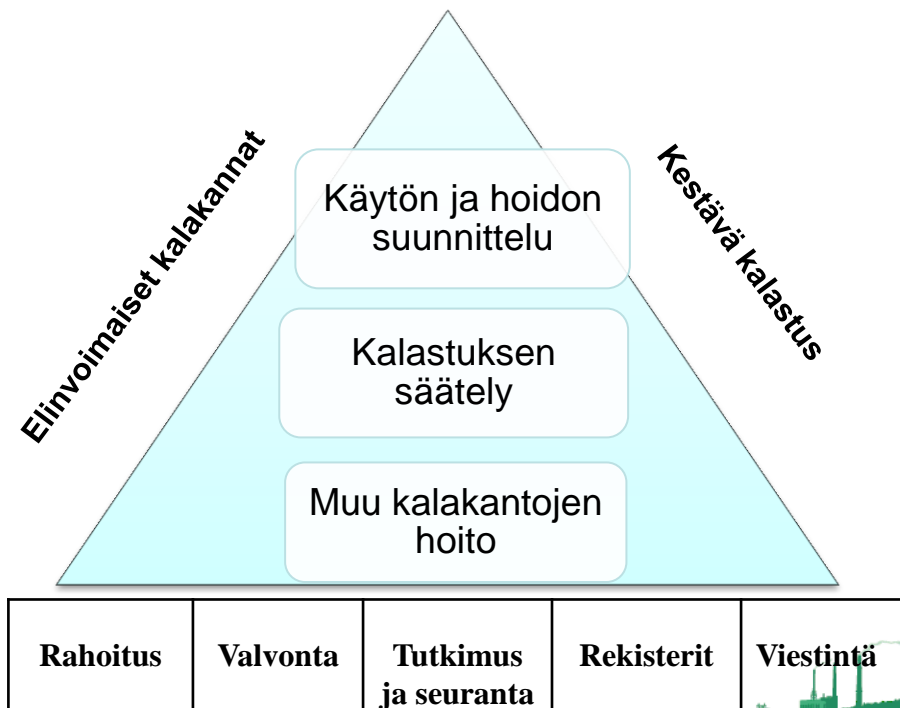 Elinvoimaiset kalakannat
Kestävä kalastus
Käytön ja hoidon
suunnittelu
Kalastuksen
säätely
Muu kalakantojen
hoito
Rahoitus
Valvonta
Tutkimus
ja seuranta
Rekisterit
Viestintä